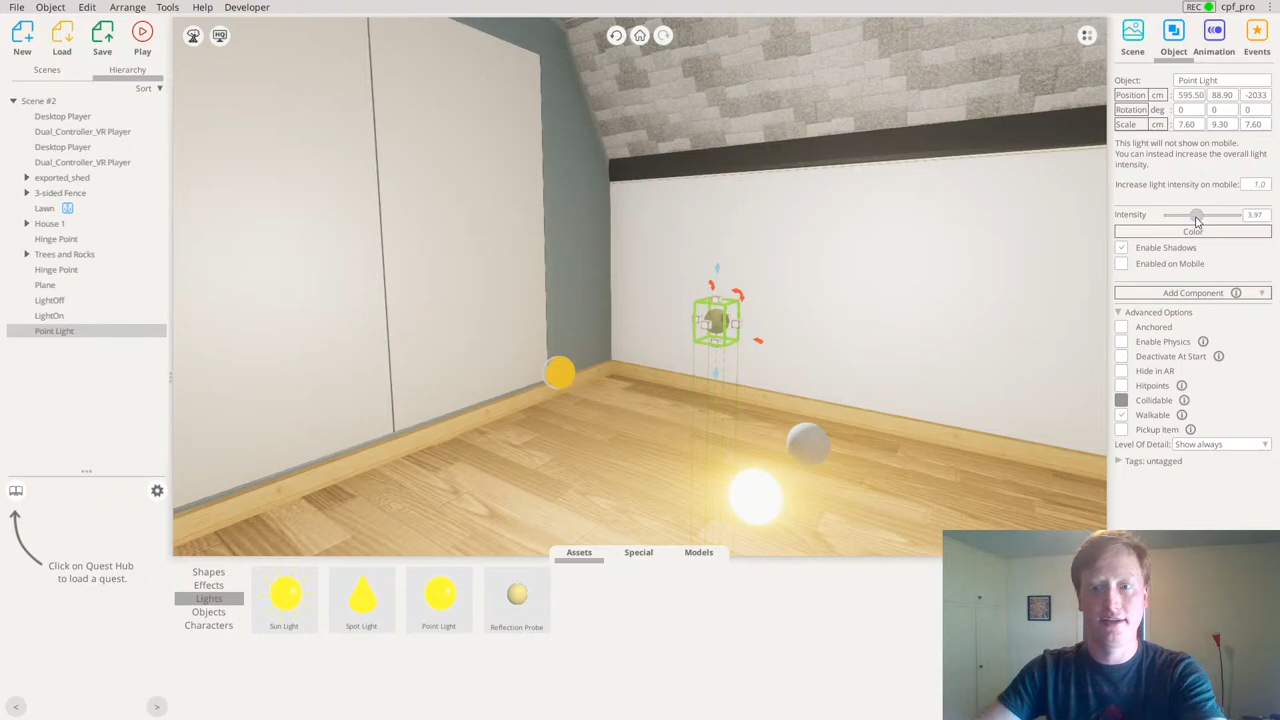 File Object Edit Arrange Tools Help Developer
REC cpf_pro
New Load Save Play
Scene Object Animation Events
Scenes Hierarchy
Sort
Scene #2
Desktop Player
Dual_Controller_VR Player
Desktop Player
Dual_Controller_VR Player
exported_shed
3-sided Fence
Lawn
House 1
Hinge Point
Trees and Rocks
Hinge Point
Plane
LightOff
LightOn
Point Light
Click on Quest Hub
to load a quest.
< >
HQ
Assets Special Models
Shapes
Effects
Lights
Objects
Characters
Sun Light Spot Light Point Light Reflection Probe
Object: Point Light
Position cm : 595.50 88.90 -2033
Rotation deg : 0 0 0
Scale cm : 7.60 9.30 7.60
This light will not show on mobile.
You can instead increase the overall light
intensity.
Increase light intensity on mobile: 1.0
Intensity 3.97
Color
Enable Shadows
Enabled on Mobile
Add Component
Advanced Options
Anchored
Enable Physics
Deactivate At Start
Hide in AR
Hitpoints
Collidable
Walkable
Pickup Item
Level Of Detail: Show always
Tags: untagged